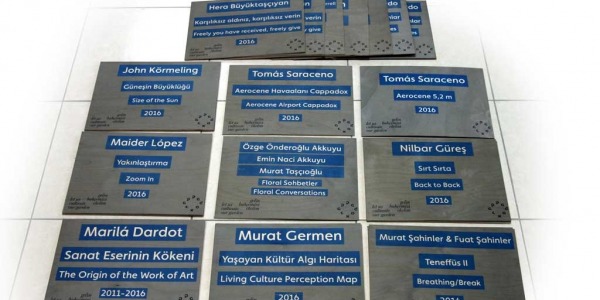 Hera Büyüktaşçıyan
Karşılıksız aldınız, karşılıksız verin
Freely you have received, freely give
2016
John Körmeling
Güneşin Büyüklüğü
Size of the Sun
2016
Tomás Saraceno
Aerocene Havaalanı Cappadox
Aerocene Airport Cappadox
2016
Tomás Saraceno
Aerocene 5,2 m
2016
Maider López
Yakınlaştırma
Zoom In
2016
Özge Önderoğlu Akkuyu
Emin Naci Akkuyu
Murat Taşcıoğlu
Floral Sohbetler
Floral Conversations
Nilbar Güreş
Sırt Sırta
Back to Back
2016
Marilá Dardot
Sanat Eserinin Kökeni
The Origin of the Work of Art
2011-2016
Murat Germen
Yaşayan Kültür Algı Haritası
Living Culture Perception Map
2016
Murat Şahinler & Fuat Şahinler
Teneffüs II
Breathing/Break
2016